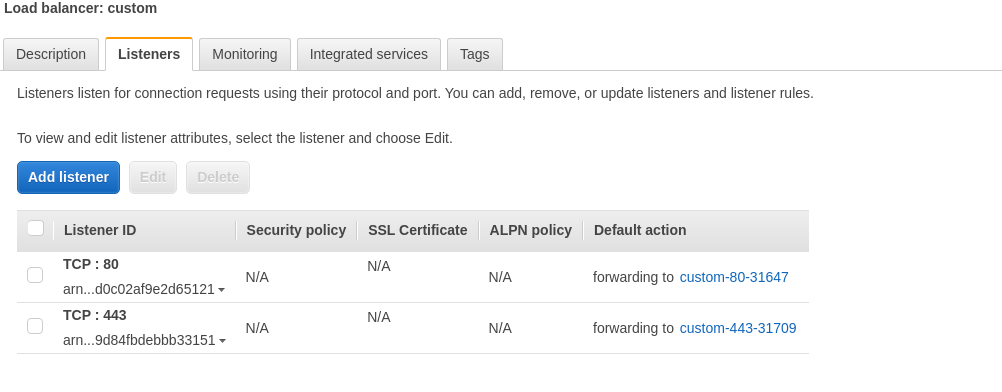 Load balancer: custom
Description Listeners Monitoring Integrated services Tags
Listeners listen for connection requests using their protocol and port. You can add, remove, or update listeners and listener rules.
To view and edit listener attributes, select the listener and choose Edit.
Add listener Edit Delete
Listener ID Security policy SSL Certificate ALPN policy Default action
TCP : 80
arn...d0c02af9e2d65121 N/A N/A N/A forwarding to custom-80-31647
TCP : 443
arn...9d84fbdebbb33151 N/A N/A N/A forwarding to custom-443-31709